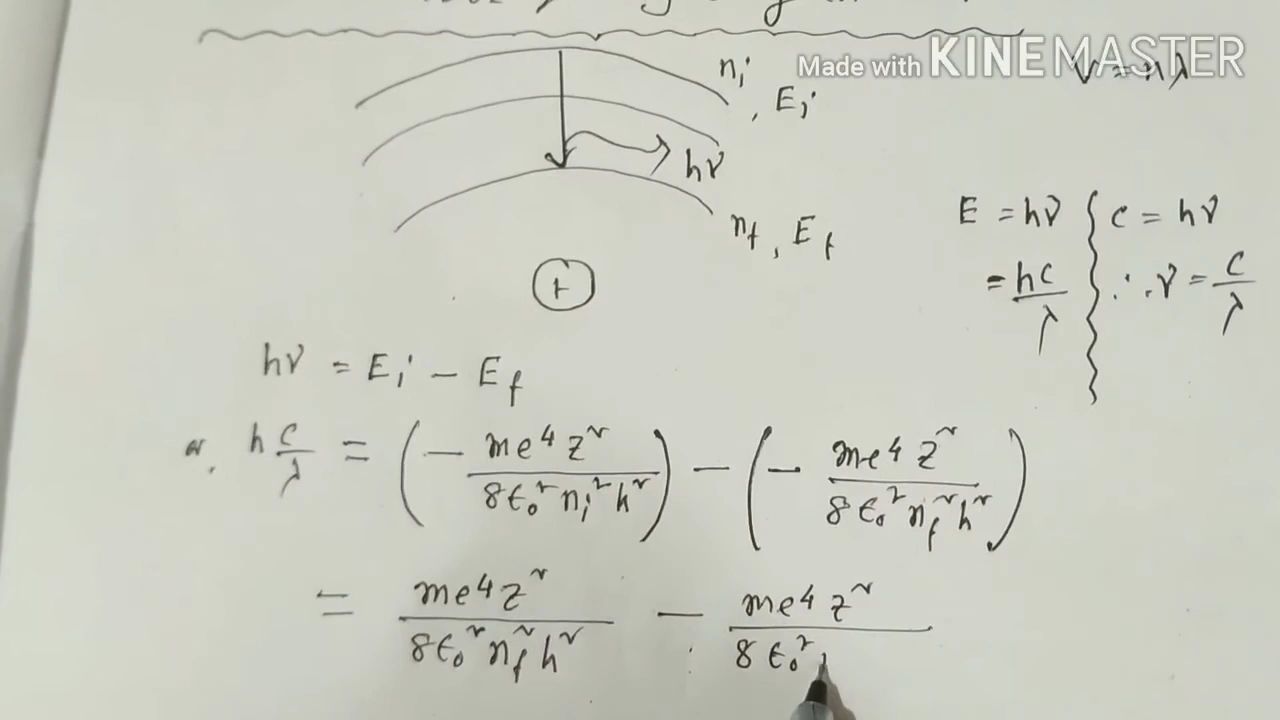 Made with KINEMASTER
V = nλ
nᵢ, Eᵢ
hν
n_f, E_f
+
E = hν
= hc/λ
c = hν
∴ ν = c/λ
hν = Eᵢ − E_f
or, h c/λ = (− me⁴z²/8ϵ₀²nᵢ²h²) − (− me⁴z²/8ϵ₀²n_f²h²)
= me⁴z²/8ϵ₀²n_f²h² − me⁴z²/8ϵ₀²